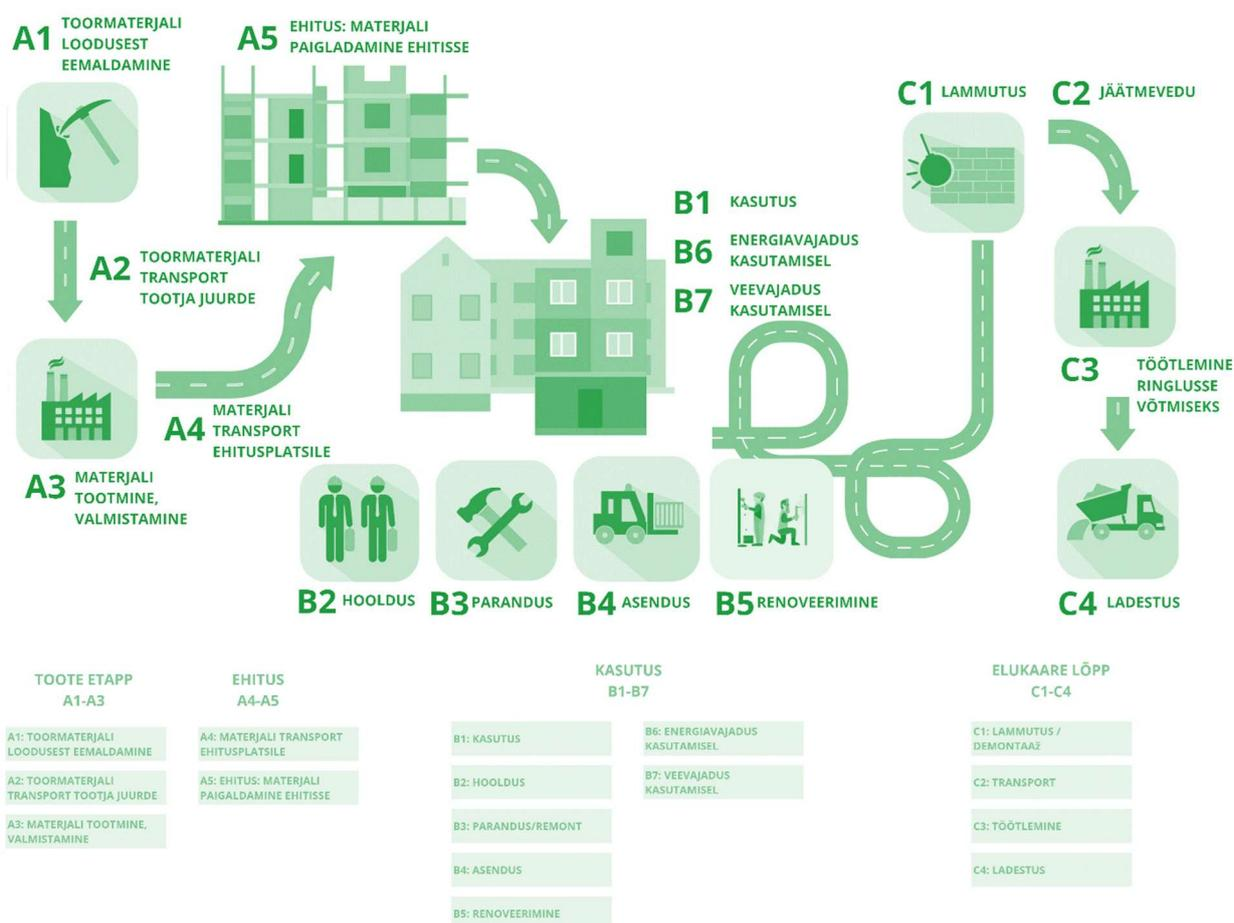 A1 TOORMATERJALI
LOODUSEST
EEMALDAMINE
A5 EHITUS: MATERJALI
PAIGLADAMINE EHITISSE
A2 TOORMATERJALI
TRANSPORT
TOOTJA JUURDE
A4 MATERJALI
TRANSPORT
EHITUSPLATSILE
A3 MATERJALI
TOOTMINE,
VALMISTAMINE
B1 KASUTUS
B6 ENERGIAVAJADUS
KASUTAMISEL
B7 VEEVAJADUS
KASUTAMISEL
B2 HOOLDUS
B3 PARANDUS
B4 ASENDUS
B5 RENOVEERIMINE
C1 LAMMUTUS
C2 JÄÄTMEVEDU
C3 TÖÖTLEMINE
RINGLUSSE
VÕTMISEKS
C4 LADESTUS
TOOTE ETAPP
A1-A3
A1: TOORMATERJALI
LOODUSEST EEMALDAMINE
A2: TOORMATERJALI
TRANSPORT TOOTJA JUURDE
A3: MATERJALI TOOTMINE,
VALMISTAMINE
EHITUS
A4-A5
A4: MATERJALI TRANSPORT
EHITUSPLATSILE
A5: EHITUS: MATERJALI
PAIGALDAMINE EHITISSE
KASUTUS
B1-B7
B1: KASUTUS
B2: HOOLDUS
B3: PARANDUS/REMONT
B4: ASENDUS
B5: RENOVEERIMINE
B6: ENERGIAVAJADUS
KASUTAMISEL
B7: VEEVAJADUS
KASUTAMISEL
ELUKAARE LÕPP
C1-C4
C1: LAMMUTUS /
DEMONTAAž
C2: TRANSPORT
C3: TÖÖTLEMINE
C4: LADESTUS